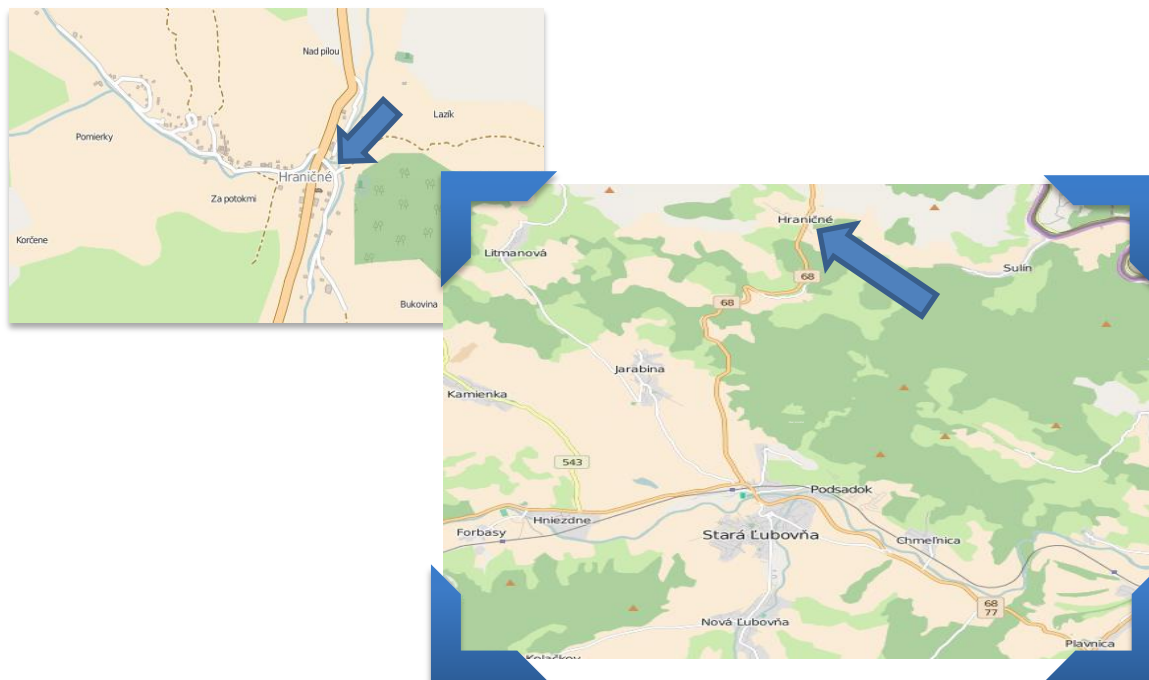 Nad pilou
Lazík
Pomierky
Hraničné
Za potokmi
Korčene
Bukovina
Hraničné
Litmanová
Sulín
68
68
Jarabina
Kamienka
543
Podsadok
Hniezdne
Forbasy
Stará Ľubovňa
Chmeľnica
68
77
Nová Ľubovňa
Plavnica
Kolačkov